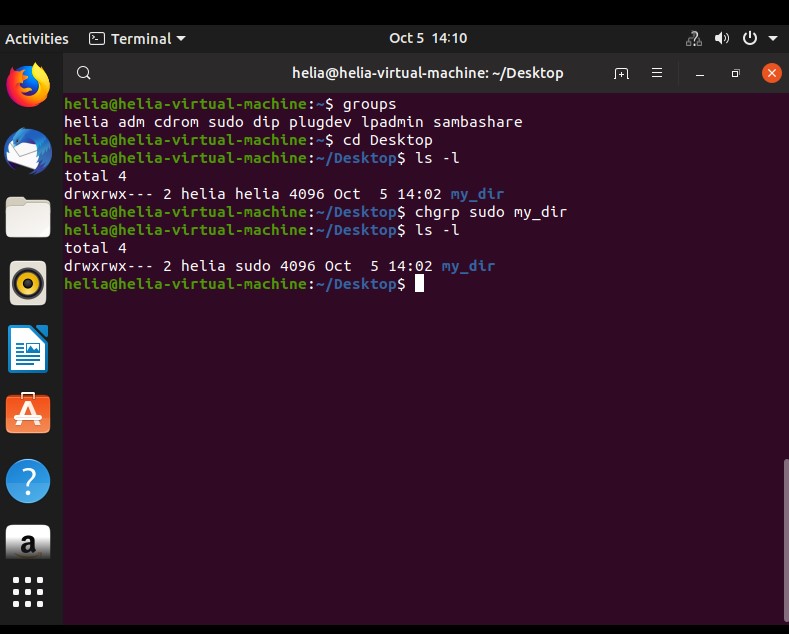 Activities
Terminal
Oct 5 14:10
helia@helia-virtual-machine: ~/Desktop
helia@helia-virtual-machine:~$ groups
helia adm cdrom sudo dip plugdev lpadmin sambashare
helia@helia-virtual-machine:~$ cd Desktop
helia@helia-virtual-machine:~/Desktop$ ls -l
total 4
drwxrwx--- 2 helia helia 4096 Oct  5 14:02 my_dir
helia@helia-virtual-machine:~/Desktop$ chgrp sudo my_dir
helia@helia-virtual-machine:~/Desktop$ ls -l
total 4
drwxrwx--- 2 helia sudo 4096 Oct  5 14:02 my_dir
helia@helia-virtual-machine:~/Desktop$